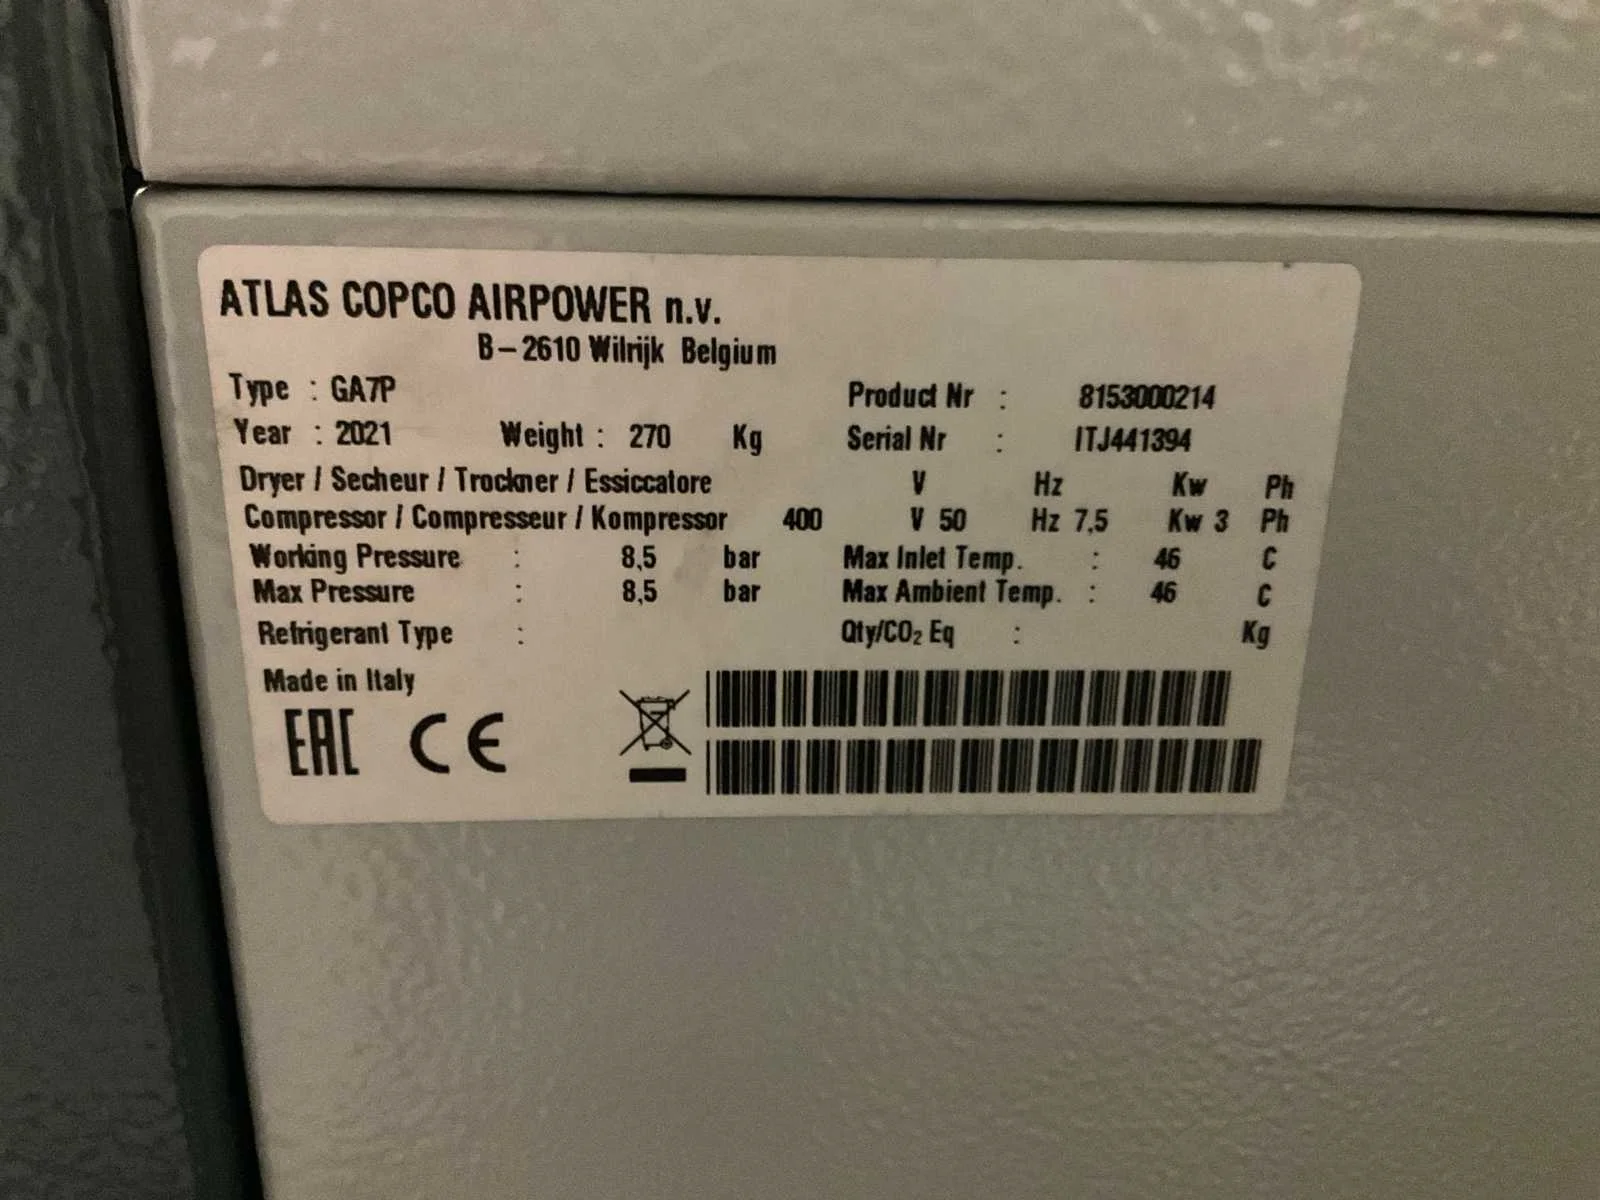 ATLAS COPCO AIRPOWER n.v.
B-2610 Wilrijk Belgium
Type : GA7P Product Nr : 8153000214
Year : 2021 Weight : 270 Kg Serial Nr : ITJ441394
Dryer / Secheur / Trockner / Essiccatore V Hz Kw Ph
Compressor / Compresseur / Kompressor 400 V 50 Hz 7,5 Kw 3 Ph
Working Pressure : 8,5 bar Max Inlet Temp. : 46 C
Max Pressure : 8,5 bar Max Ambient Temp. : 46 C
Refrigerant Type : Qty/CO₂ Eq : Kg
Made in Italy
EAC CE